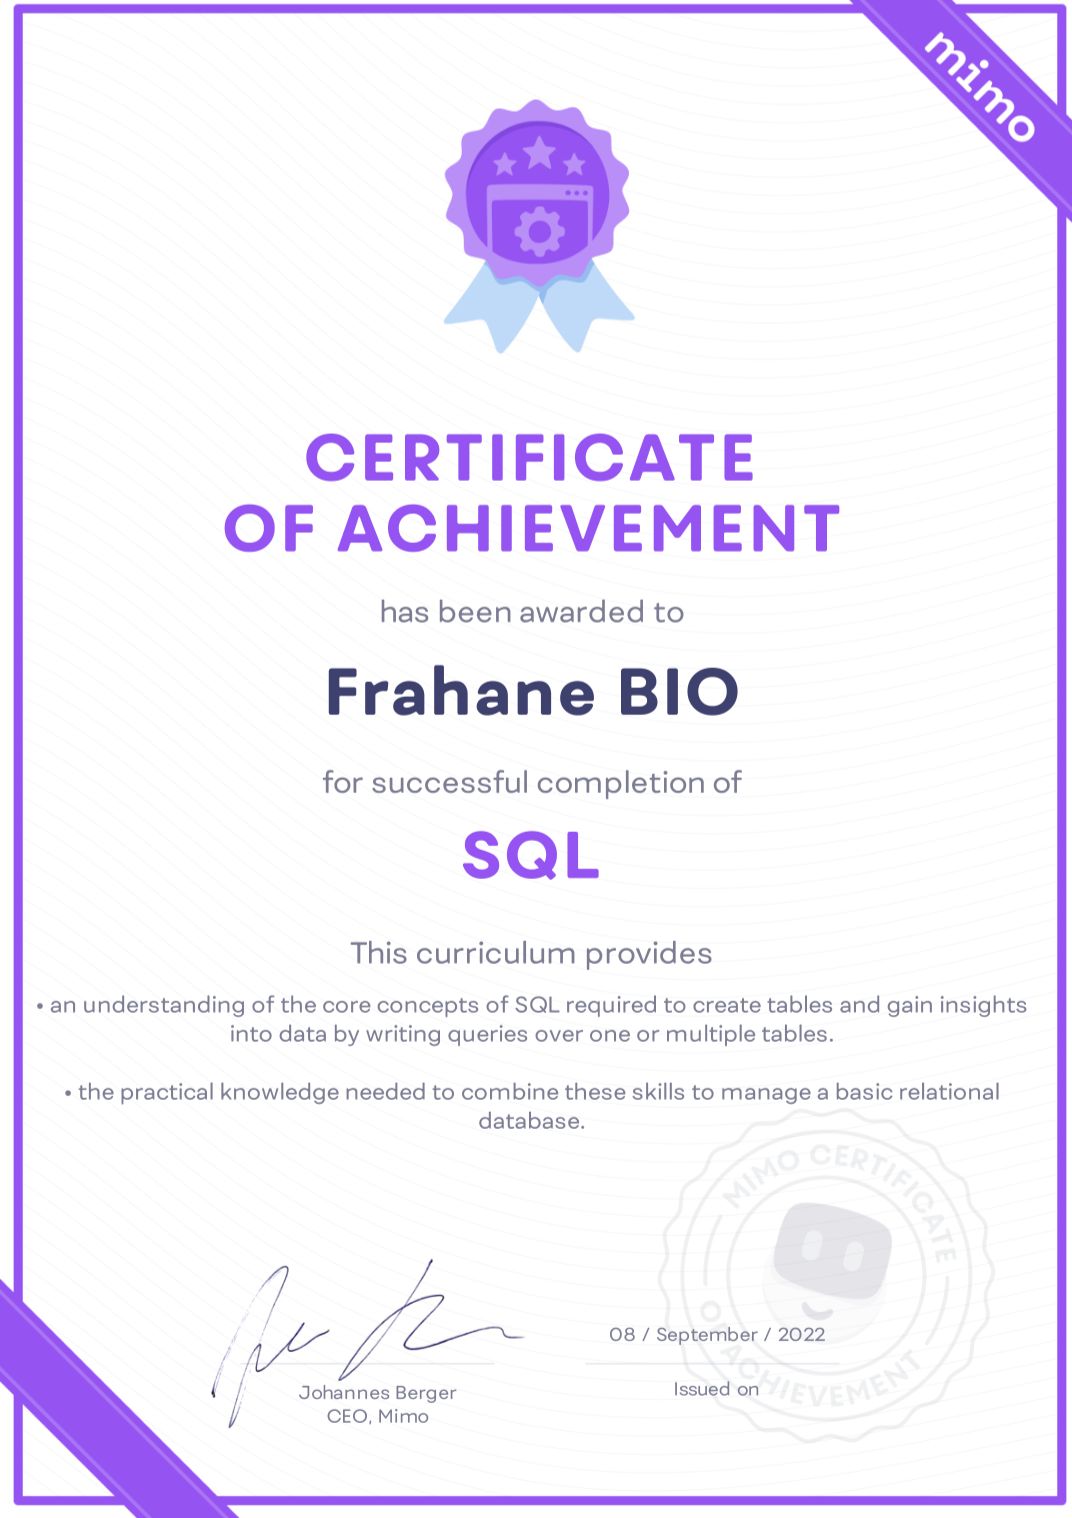 mimo
CERTIFICATE
OF ACHIEVEMENT
has been awarded to
Frahane BIO
for successful completion of
SQL
This curriculum provides
• an understanding of the core concepts of SQL required to create tables and gain insights
into data by writing queries over one or multiple tables.
• the practical knowledge needed to combine these skills to manage a basic relational
database.
MIMO CERTIFICATE
OF ACHIEVEMENT
08 / September / 2022
Johannes Berger
Issued on
CEO, Mimo